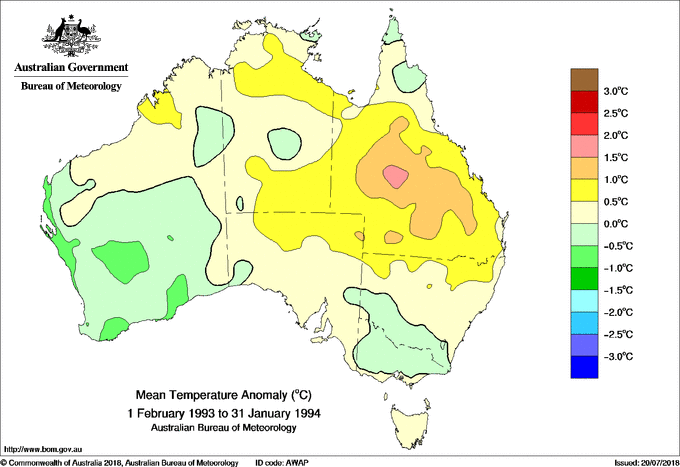 Australian Government
Bureau of Meteorology
3.0°C
2.5°C
2.0°C
1.5°C
1.0°C
0.5°C
0.0°C
−0.5°C
−1.0°C
−1.5°C
−2.0°C
−2.5°C
−3.0°C
Mean Temperature Anomaly (°C)
1 February 1993 to 31 January 1994
Australian Bureau of Meteorology
http://www.bom.gov.au
© Commonwealth of Australia 2018, Australian Bureau of Meteorology ID code: AWAP Issued: 20/07/2018